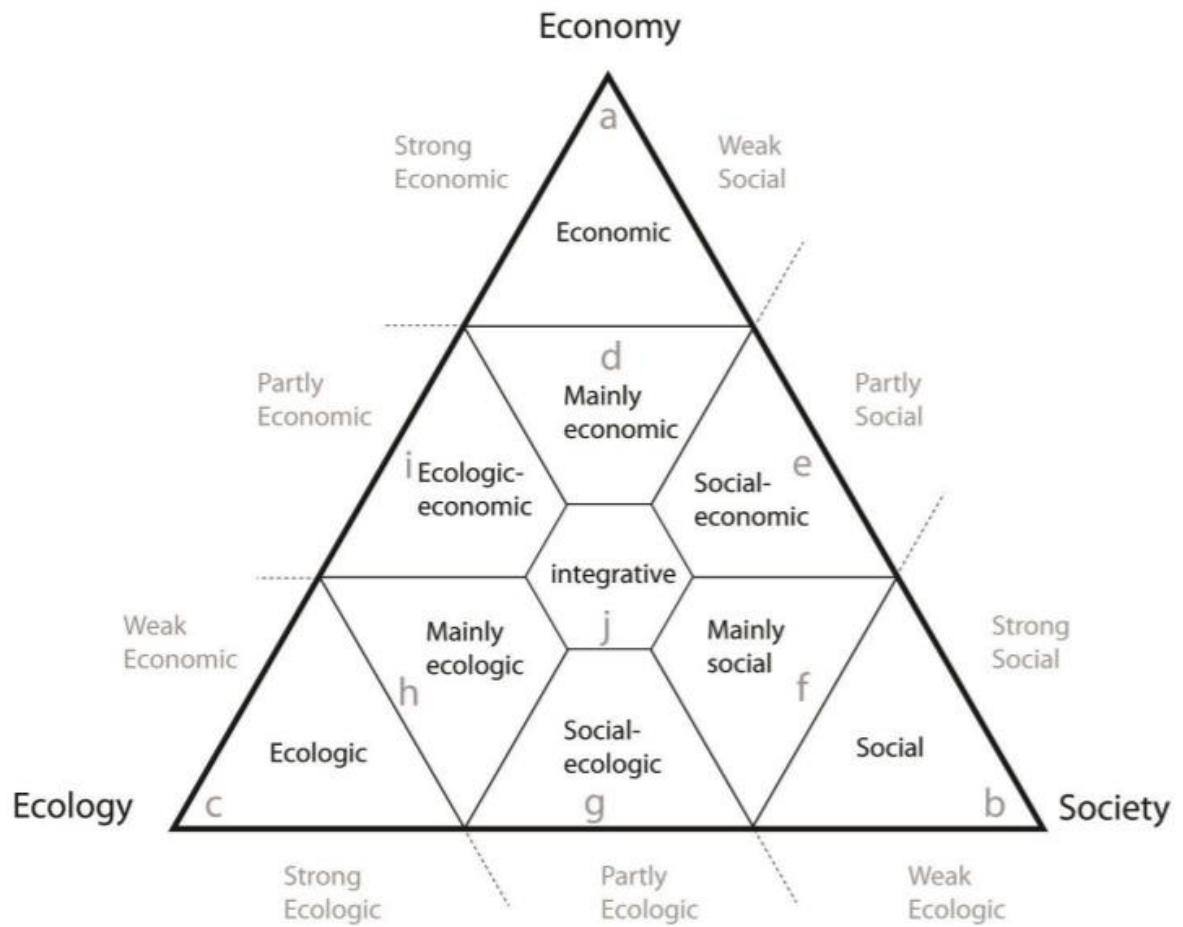 Economy
a
Strong
Economic
Weak
Social
Economic
d
Mainly
economic
Partly
Economic
Partly
Social
i
Ecologic-
economic
e
Social-
economic
integrative
j
Weak
Economic
Mainly
ecologic
h
Mainly
social
f
Strong
Social
Ecologic
Social-
ecologic
g
Social
Ecology
c
b
Society
Strong
Ecologic
Partly
Ecologic
Weak
Ecologic